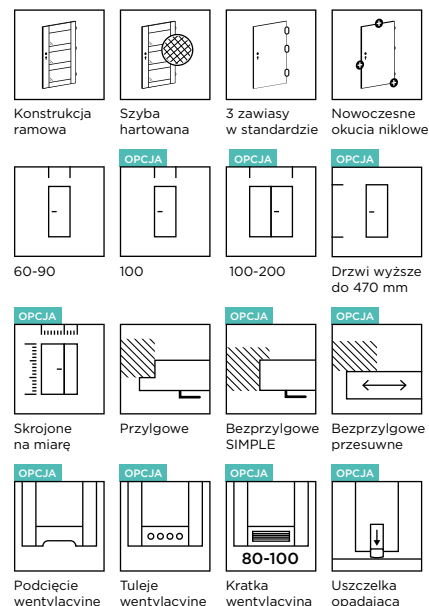 Konstrukcja
ramowa
Szyba
hartowana
3 zawiasy
w standardzie
Nowoczesne
okucia niklowe
60-90
OPCJA
100
OPCJA
100-200
OPCJA
Drzwi wyższe
do 470 mm
OPCJA
Skrojone
na miarę
Przylgowe
OPCJA
Bezprzylgowe
SIMPLE
OPCJA
Bezprzylgowe
przesuwne
OPCJA
Podcięcie
wentylacyjne
OPCJA
Tuleje
wentylacyjne
OPCJA
80-100
Kratka
wentylacyjna
OPCJA
Uszczelka
opadająca